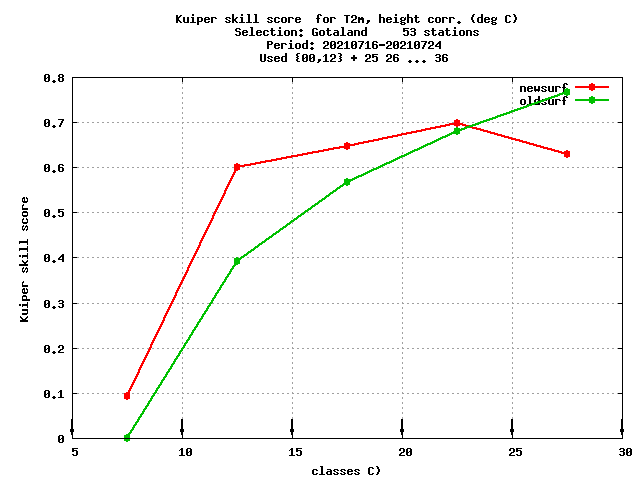 Kuiper skill score  for T2m, height corr. (deg C)
Selection: Gotaland     53 stations
Period: 20210716-20210724
Used {00,12} + 25 26 ... 36
newsurf
oldsurf
0.8
0.7
0.6
0.5
0.4
0.3
0.2
0.1
0
Kuiper skill score
5 10 15 20 25 30
classes C)